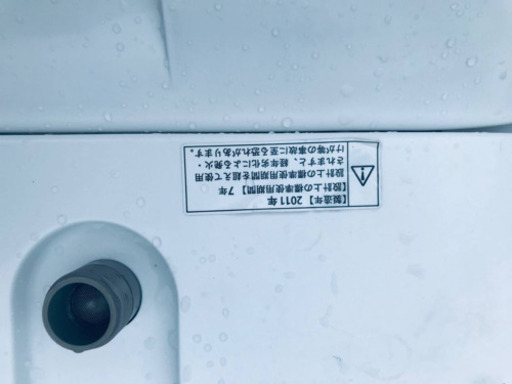 【製造年】2011年
【設計上の標準使用期間】7年
設計上の標準使用期間を超えて使用
されますと、経年劣化による発火・
けが等の事故に至る恐れがあります。